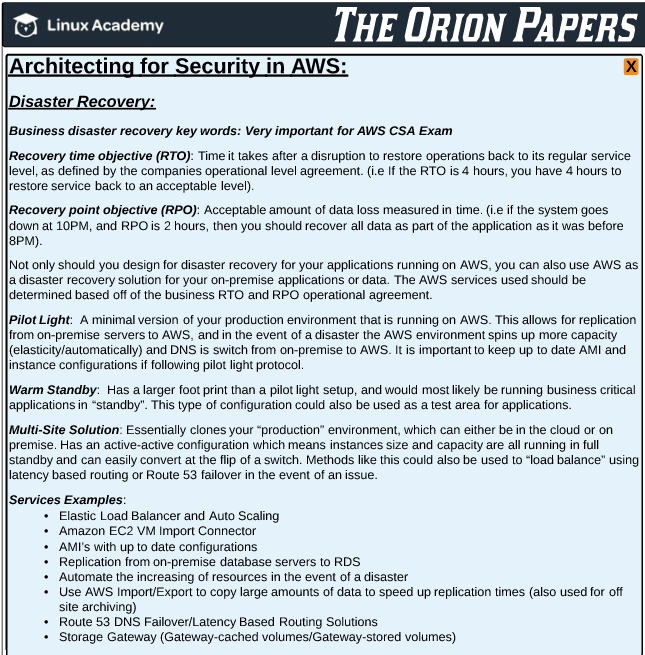 Linux Academy
THE ORION PAPERS
Architecting for Security in AWS:
X
Disaster Recovery:
Business disaster recovery key words: Very important for AWS CSA Exam
Recovery time objective (RTO): Time it takes after a disruption to restore operations back to its regular service
level, as defined by the companies operational level agreement. (i.e If the RTO is 4 hours, you have 4 hours to
restore service back to an acceptable level).
Recovery point objective (RPO): Acceptable amount of data loss measured in time. (i.e if the system goes
down at 10PM, and RPO is 2 hours, then you should recover all data as part of the application as it was before
8PM).
Not only should you design for disaster recovery for your applications running on AWS, you can also use AWS as
a disaster recovery solution for your on-premise applications or data. The AWS services used should be
determined based off of the business RTO and RPO operational agreement.
Pilot Light: A minimal version of your production environment that is running on AWS. This allows for replication
from on-premise servers to AWS, and in the event of a disaster the AWS environment spins up more capacity
(elasticity/automatically) and DNS is switch from on-premise to AWS. It is important to keep up to date AMI and
instance configurations if following pilot light protocol.
Warm Standby: Has a larger foot print than a pilot light setup, and would most likely be running business critical
applications in “standby”. This type of configuration could also be used as a test area for applications.
Multi-Site Solution: Essentially clones your “production” environment, which can either be in the cloud or on
premise. Has an active-active configuration which means instances size and capacity are all running in full
standby and can easily convert at the flip of a switch. Methods like this could also be used to “load balance” using
latency based routing or Route 53 failover in the event of an issue.
Services Examples:
• Elastic Load Balancer and Auto Scaling
• Amazon EC2 VM Import Connector
• AMI’s with up to date configurations
• Replication from on-premise database servers to RDS
• Automate the increasing of resources in the event of a disaster
• Use AWS Import/Export to copy large amounts of data to speed up replication times (also used for off
site archiving)
• Route 53 DNS Failover/Latency Based Routing Solutions
• Storage Gateway (Gateway-cached volumes/Gateway-stored volumes)